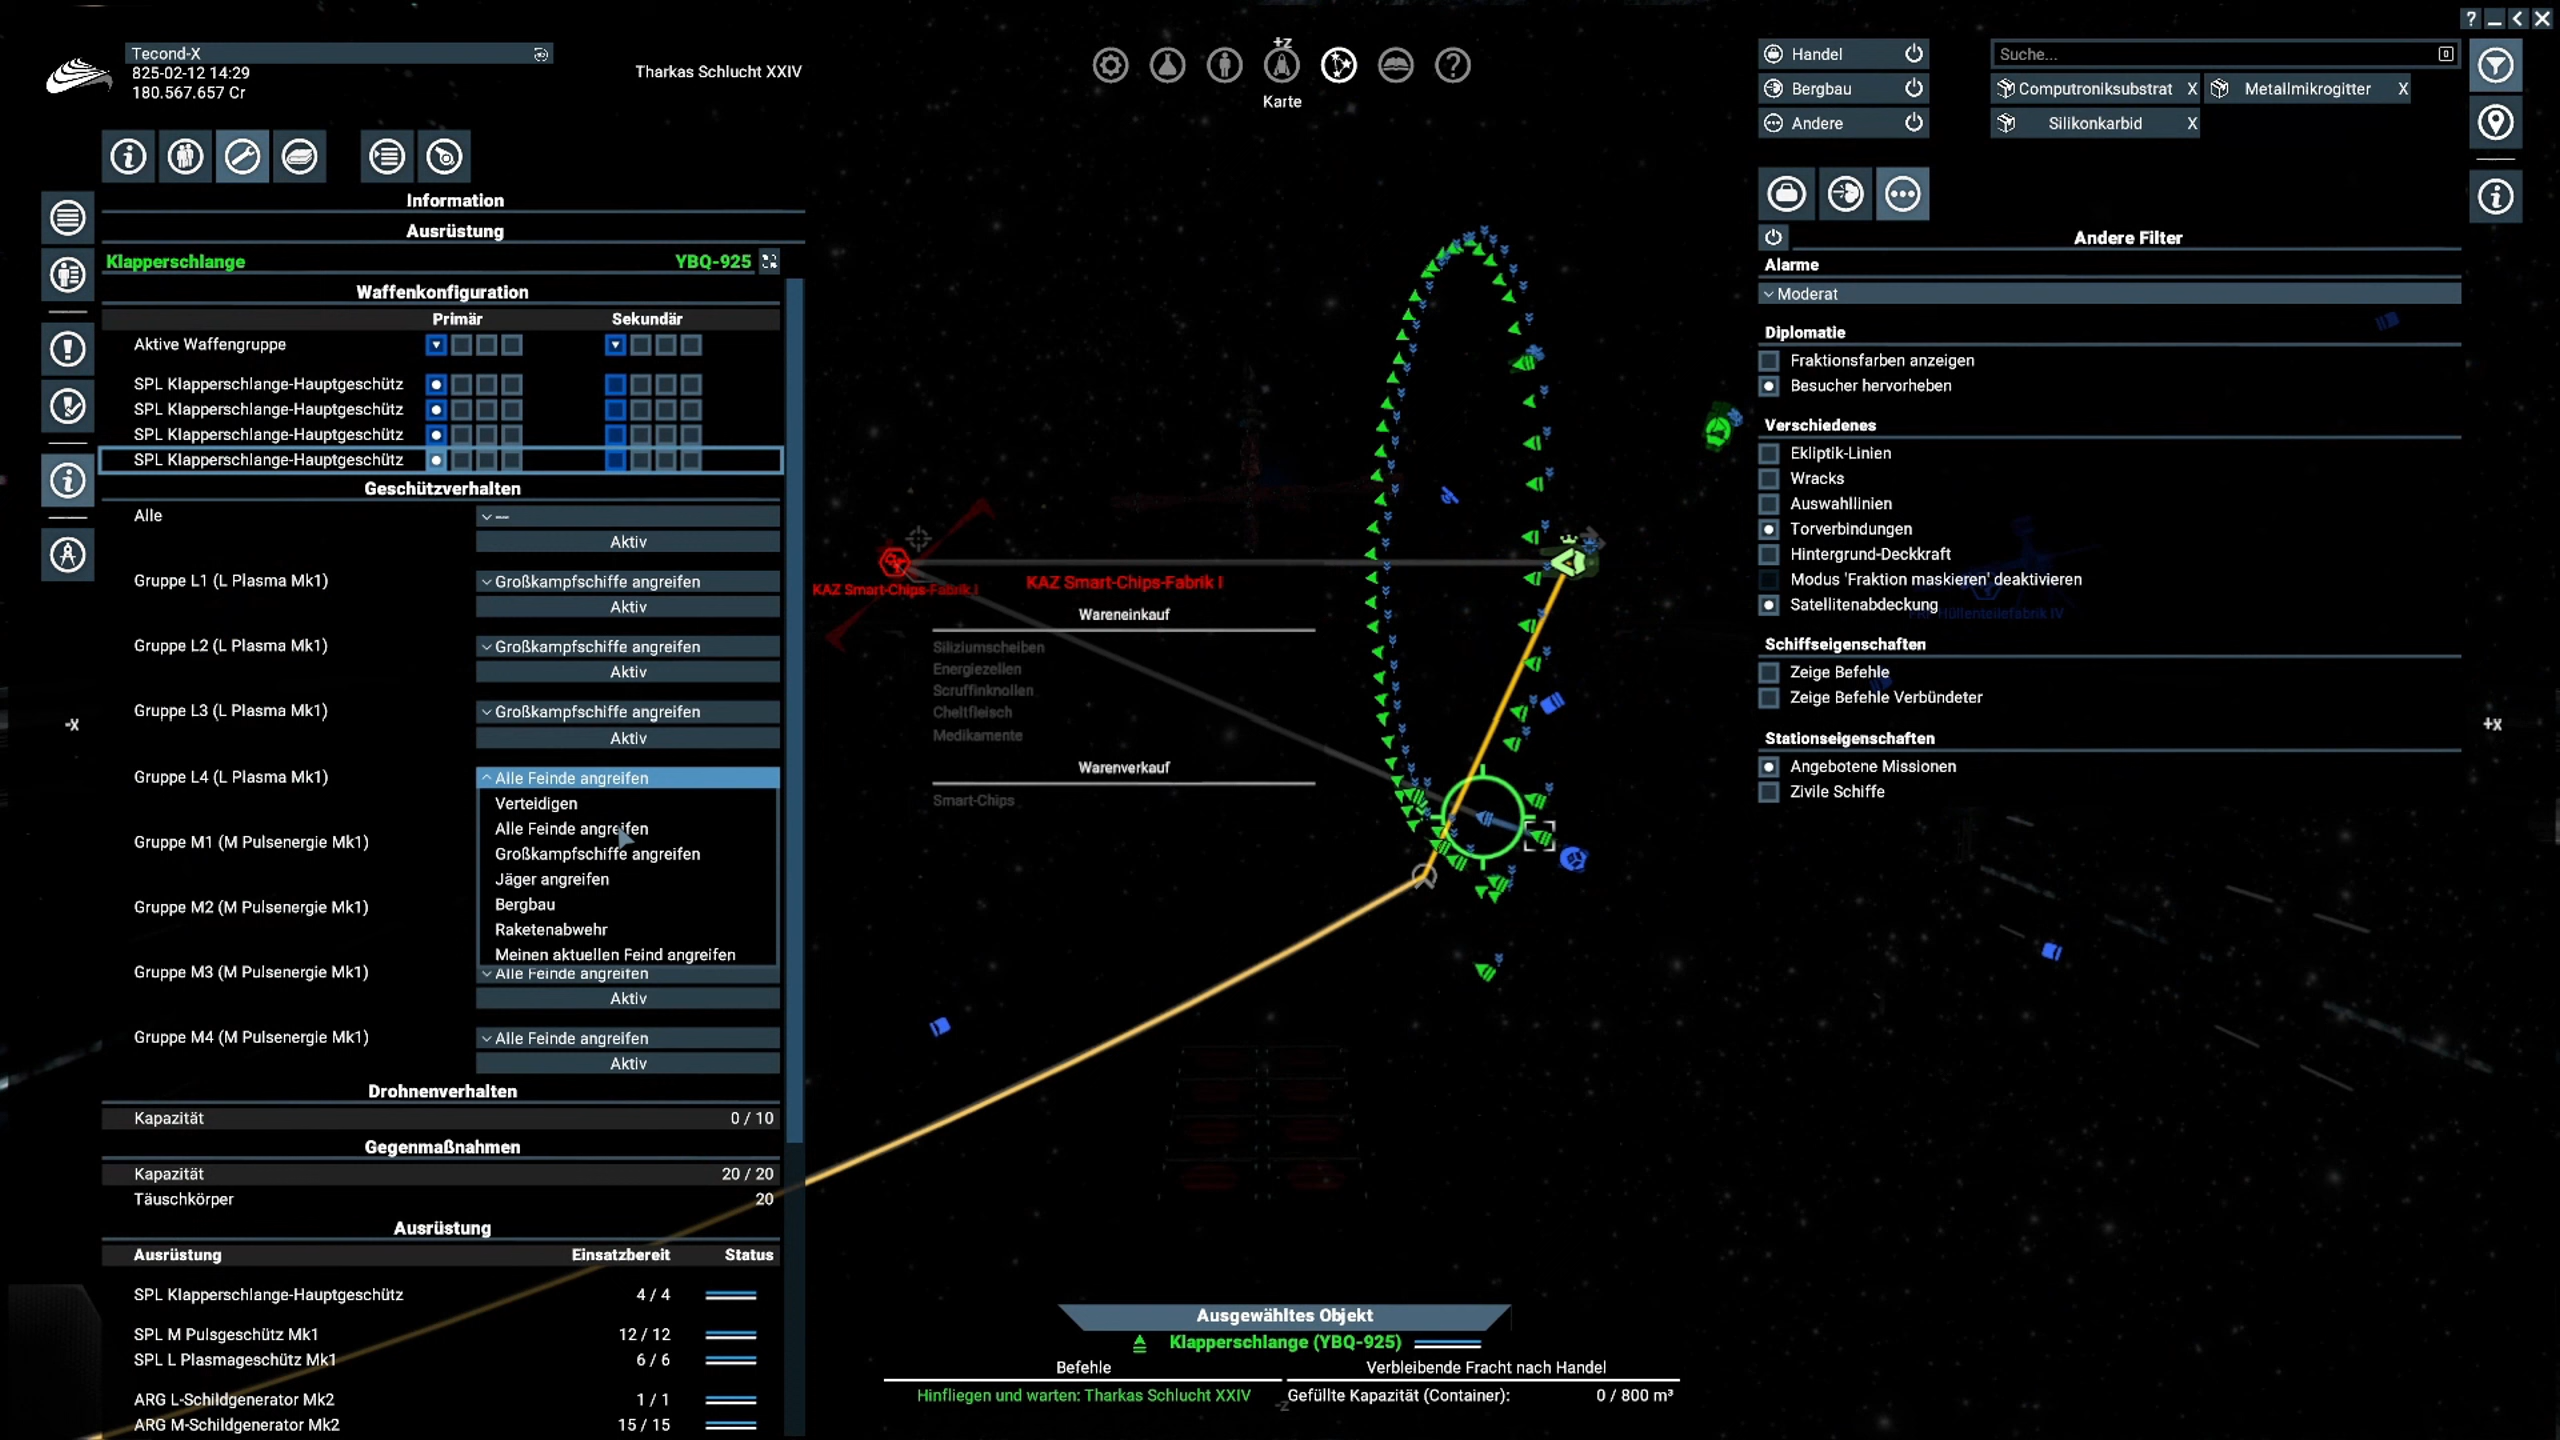 Tecond-X
825-02-12 14:29
180.567.657 Cr
Tharkas Schlucht XXIV
+Z
Karte
Handel
Bergbau
Andere
Suche...
Computroniksubstrat X
Metallmikrogitter X
Silikonkarbid X
Information
Ausrüstung
Klapperschlange YBQ-925
Waffenkonfiguration
Primär Sekundär
Aktive Waffengruppe
SPL Klapperschlange-Hauptgeschütz
SPL Klapperschlange-Hauptgeschütz
SPL Klapperschlange-Hauptgeschütz
SPL Klapperschlange-Hauptgeschütz
Geschützverhalten
Alle ---
Aktiv
Gruppe L1 (L Plasma Mk1) Großkampfschiffe angreifen
Aktiv
Gruppe L2 (L Plasma Mk1) Großkampfschiffe angreifen
Aktiv
Gruppe L3 (L Plasma Mk1) Großkampfschiffe angreifen
Aktiv
Gruppe L4 (L Plasma Mk1) Alle Feinde angreifen
Verteidigen
Alle Feinde angreifen
Gruppe M1 (M Pulsenergie Mk1)
Großkampfschiffe angreifen
Jäger angreifen
Gruppe M2 (M Pulsenergie Mk1)
Bergbau
Raketenabwehr
Meinen aktuellen Feind angreifen
Gruppe M3 (M Pulsenergie Mk1) Alle Feinde angreifen
Aktiv
Gruppe M4 (M Pulsenergie Mk1) Alle Feinde angreifen
Aktiv
Drohnenverhalten
Kapazität 0 / 10
Gegenmaßnahmen
Kapazität 20 / 20
Täuschkörper 20
Ausrüstung
Ausrüstung Einsatzbereit Status
SPL Klapperschlange-Hauptgeschütz 4 / 4
SPL M Pulsgeschütz Mk1 12 / 12
SPL L Plasmageschütz Mk1 6 / 6
ARG L-Schildgenerator Mk2 1 / 1
ARG M-Schildgenerator Mk2 15 / 15
-X
KAZ Smart-Chips-Fabrik I
KAZ Smart-Chips-Fabrik I
Wareneinkauf
Siliziumscheiben
Energiezellen
Scruffinknollen
Cheltfleisch
Medikamente
Warenverkauf
Smart-Chips
Andere Filter
Alarme
Moderat
Diplomatie
Fraktionsfarben anzeigen
Besucher hervorheben
Verschiedenes
Ekliptik-Linien
Wracks
Auswahllinien
Torverbindungen
Hintergrund-Deckkraft
Modus 'Fraktion maskieren' deaktivieren
Satellitenabdeckung
Hüllenteilefabrik IV
Schiffseigenschaften
Zeige Befehle
Zeige Befehle Verbündeter
Stationseigenschaften
Angebotene Missionen
Zivile Schiffe
+X
Ausgewähltes Objekt
Klapperschlange (YBQ-925)
Befehle Verbleibende Fracht nach Handel
Hinfliegen und warten: Tharkas Schlucht XXIV Gefüllte Kapazität (Container): 0 / 800 m³
-Z